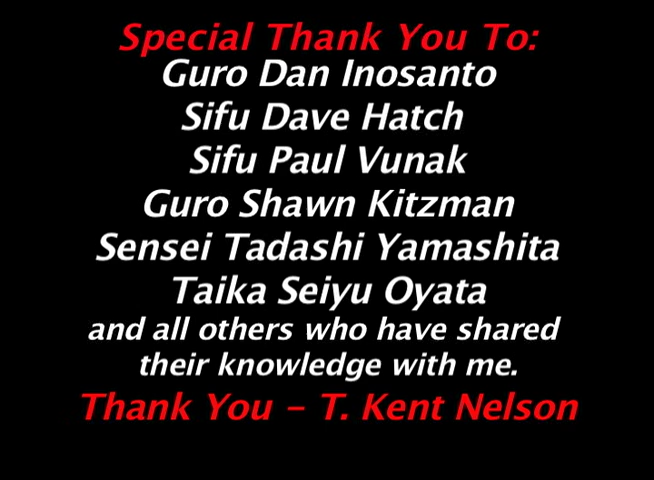 Special Thank You To:
Guro Dan Inosanto
Sifu Dave Hatch
Sifu Paul Vunak
Guro Shawn Kitzman
Sensei Tadashi Yamashita
Taika Seiyu Oyata
and all others who have shared
their knowledge with me.
Thank You - T. Kent Nelson